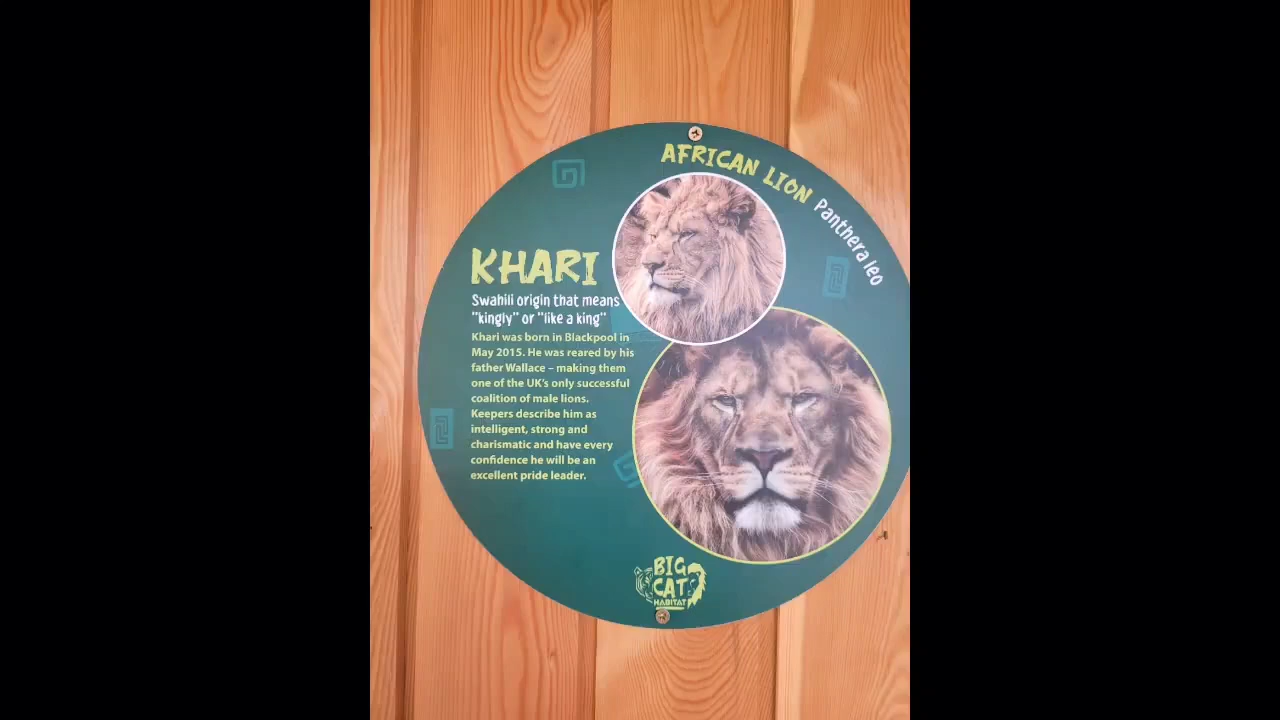 AFRICAN LION Panthera leo
KHARI
Swahili origin that means
"kingly" or "like a king"
Khari was born in Blackpool in
May 2015. He was reared by his
father Wallace – making them
one of the UK's only successful
coalition of male lions.
Keepers describe him as
intelligent, strong and
charismatic and have every
confidence he will be an
excellent pride leader.
BIG
CAT
HABITAT